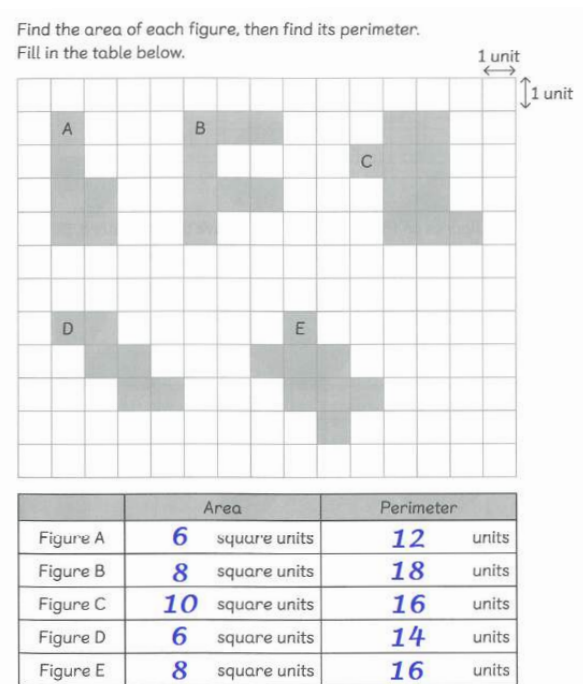 Find the area of each figure, then find its perimeter.
Fill in the table below.
1 unit
1 unit
A
B
C
D
E
Area Perimeter
Figure A 6 square units 12 units
Figure B 8 square units 18 units
Figure C 10 square units 16 units
Figure D 6 square units 14 units
Figure E 8 square units 16 units